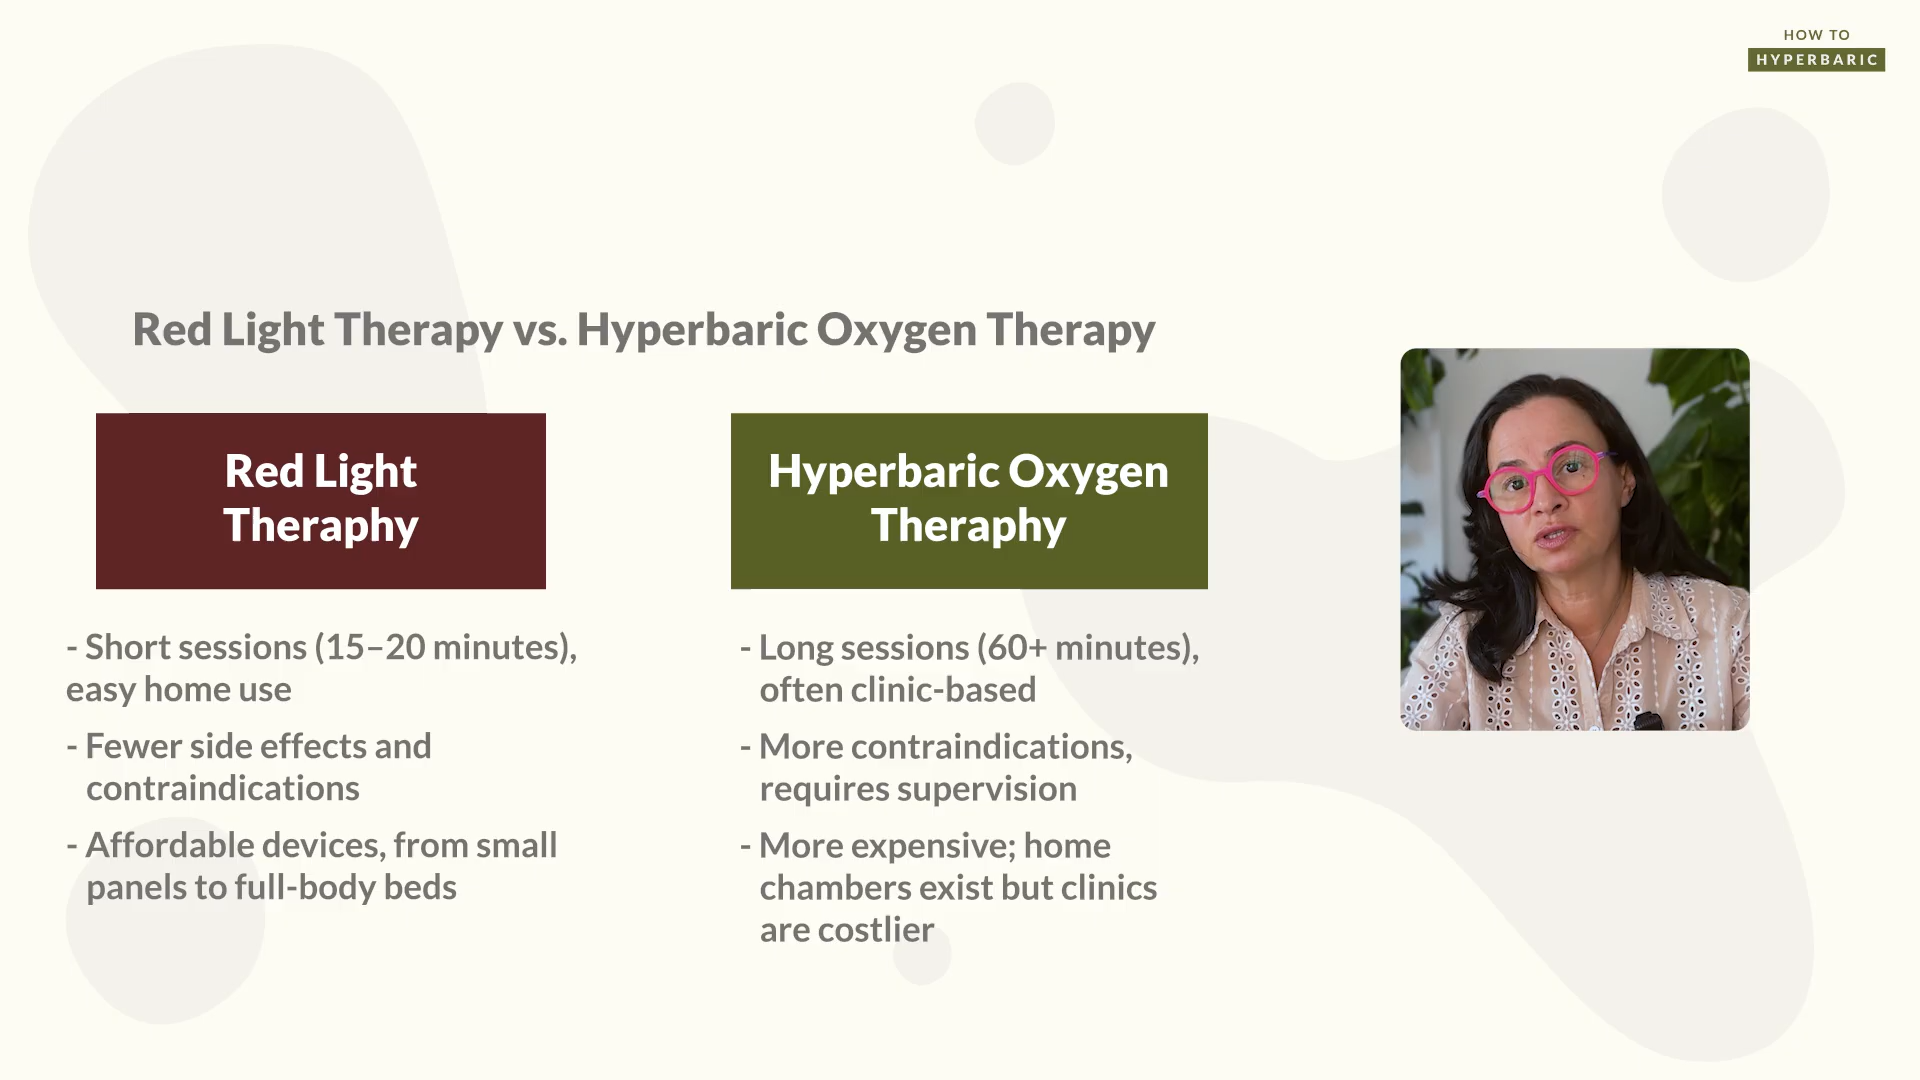 HOW TO
HYPERBARIC
Red Light Therapy vs. Hyperbaric Oxygen Therapy
Red Light
Theraphy
- Short sessions (15–20 minutes),
easy home use
- Fewer side effects and
contraindications
- Affordable devices, from small
panels to full-body beds
Hyperbaric Oxygen
Theraphy
- Long sessions (60+ minutes),
often clinic-based
- More contraindications,
requires supervision
- More expensive; home
chambers exist but clinics
are costlier